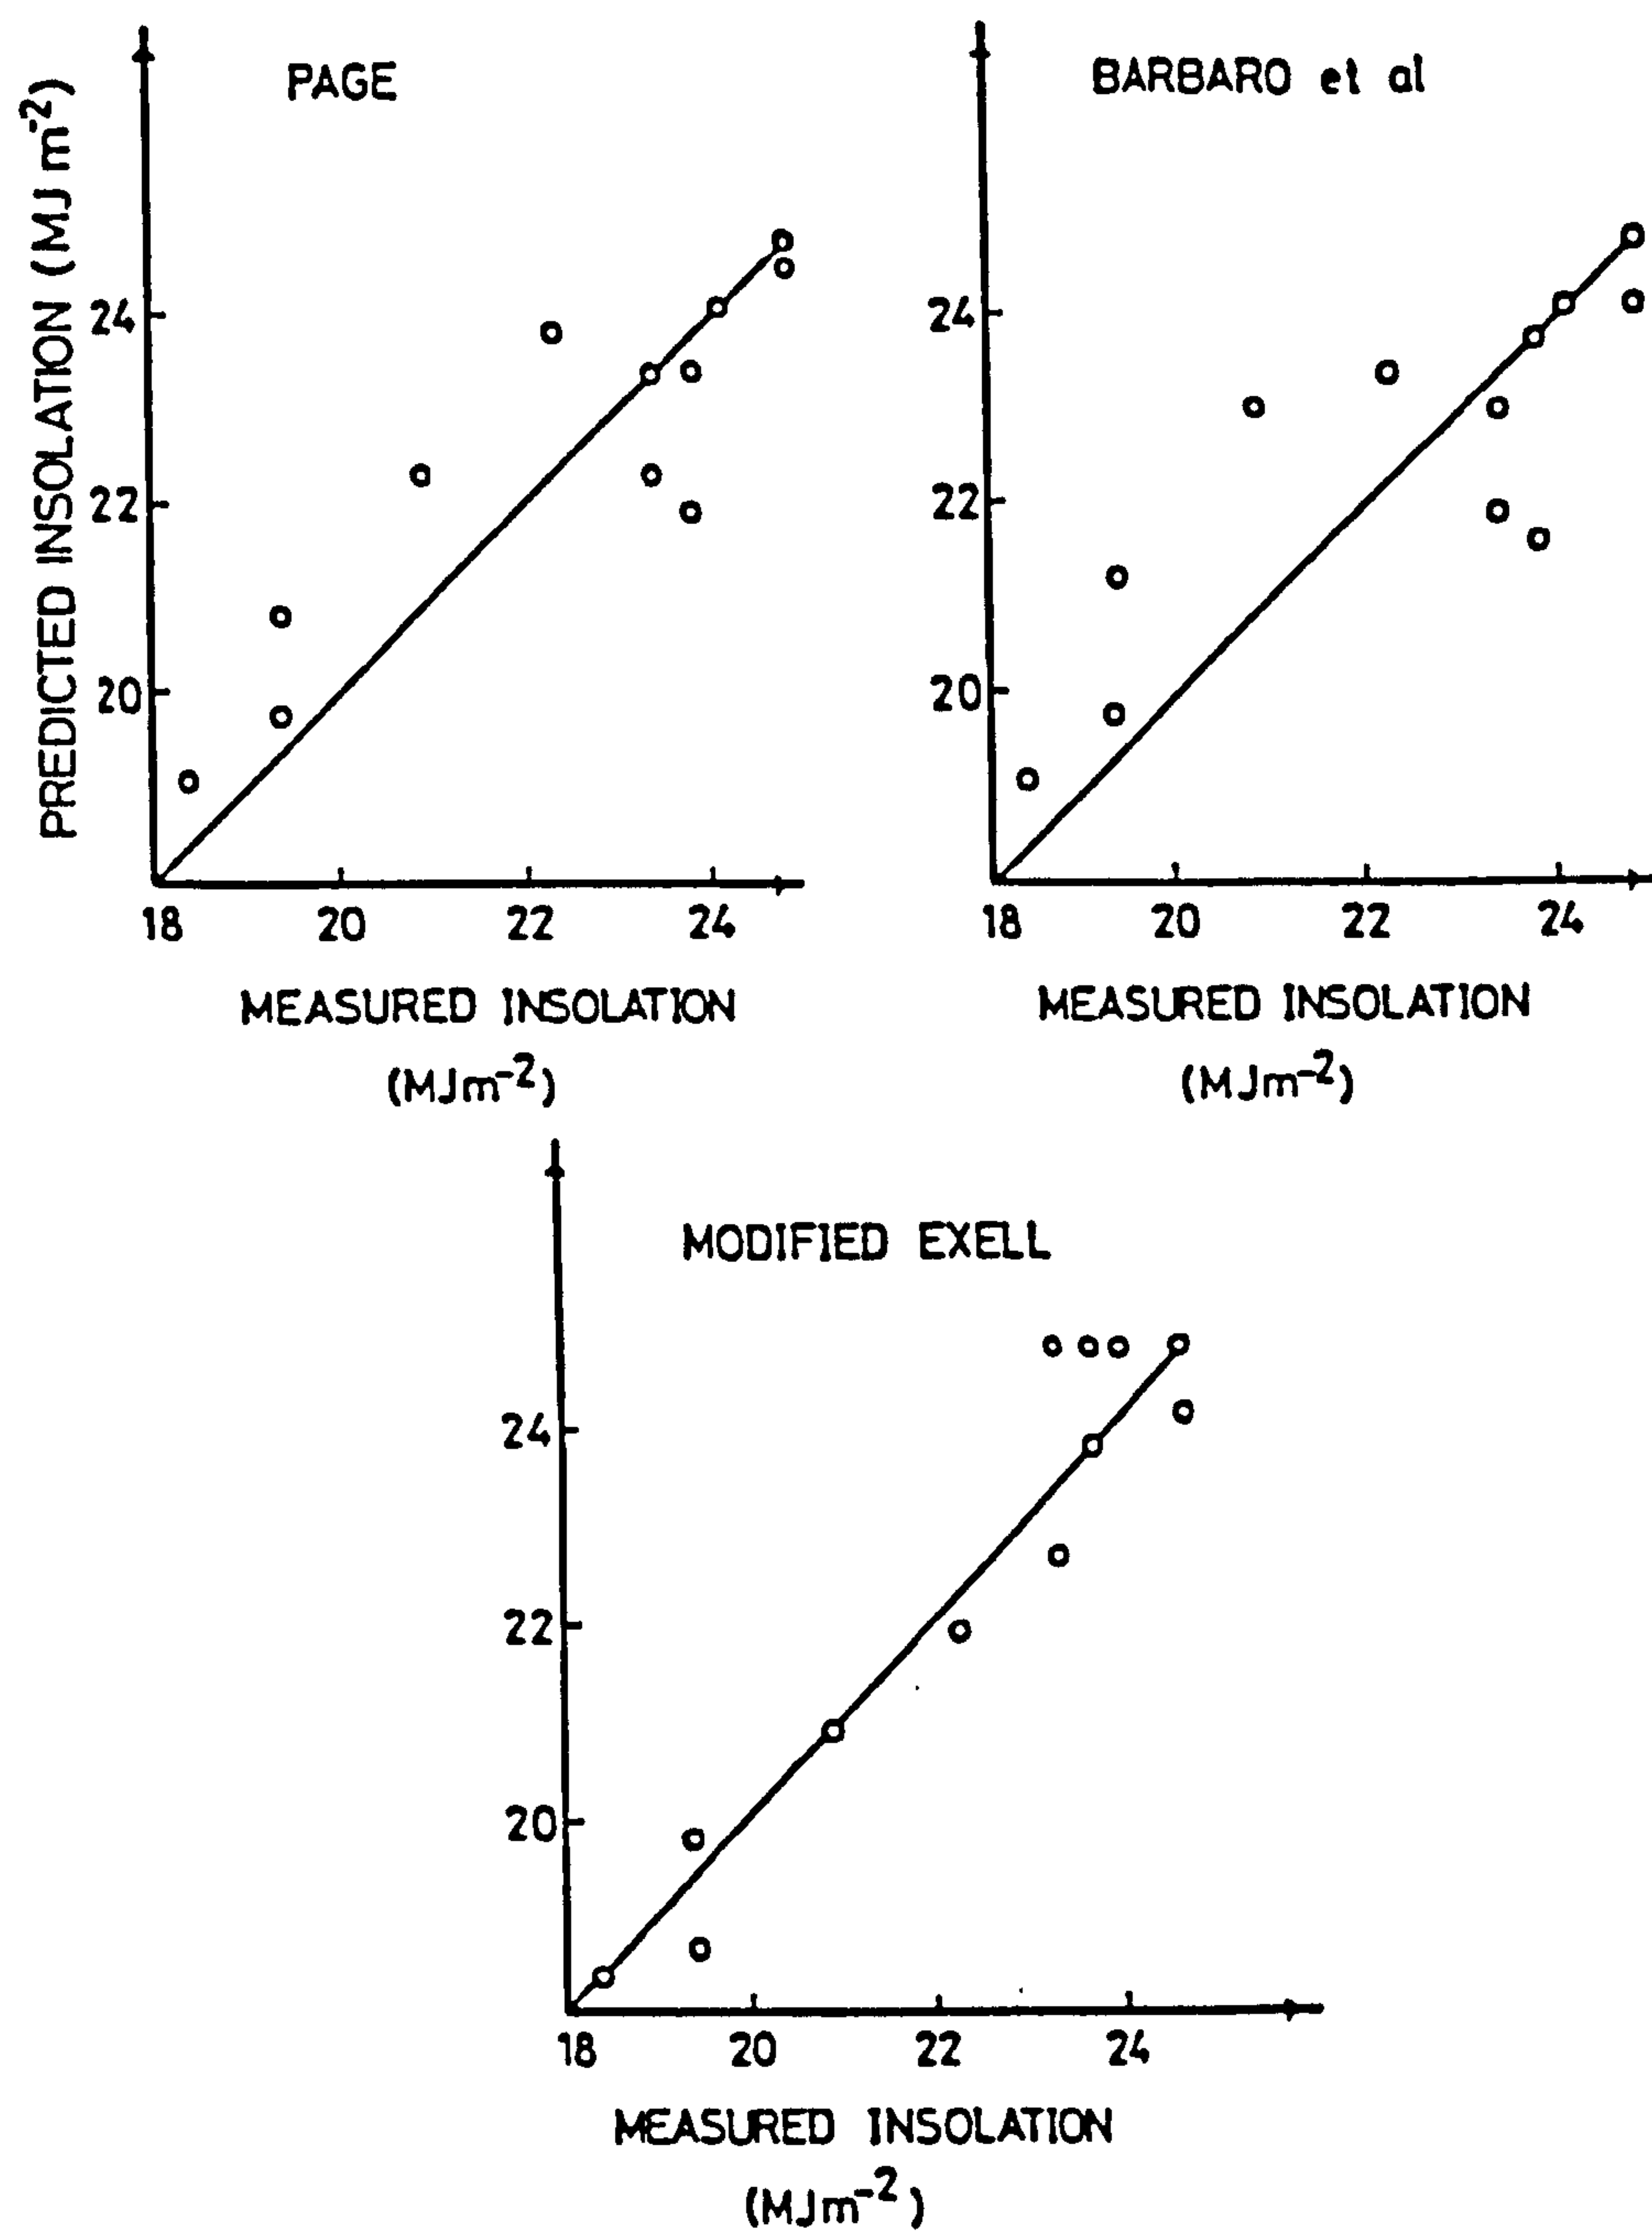 PAGE
PREDICTED INSOLATION (MJ m⁻²)
24
22
20
18 20 22 24
MEASURED INSOLATION
(MJm⁻²)
BARBARO et al
24
22
20
18 20 22 24
MEASURED INSOLATION
(MJm⁻²)
MODIFIED EXELL
24
22
20
18 20 22 24
MEASURED INSOLATION
(MJm⁻²)